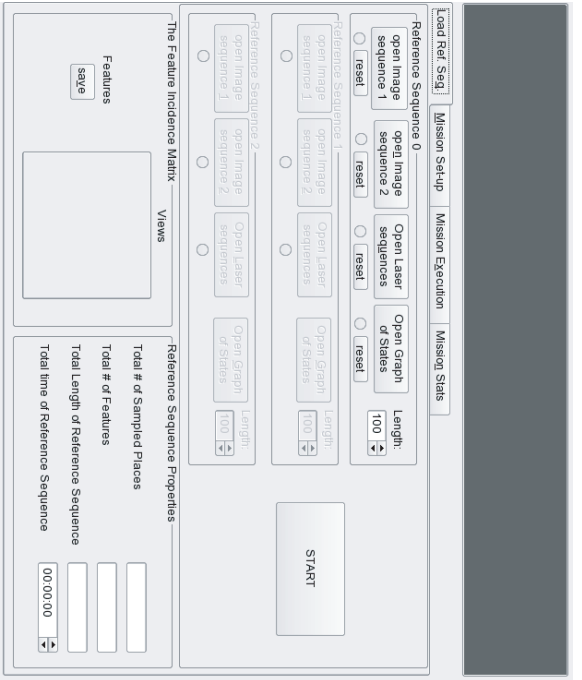 Load Ref. Seq.
Mission Set-up
Mission Execution
Mission Stats
Reference Sequence 0
open Image
sequence 1
open Image
sequence 2
Open Laser
sequences
Open Graph
of States
Length:
100
reset
reset
reset
reset
Reference Sequence 1
open Image
sequence 1
open Image
sequence 2
Open Laser
sequences
Open Graph
of States
Length:
100
START
Reference Sequence 2
open Image
sequence 1
open Image
sequence 2
Open Laser
sequences
Open Graph
of States
Length:
100
The Feature Incidence Matrix
Views
Features
save
Reference Sequence Properties
Total # of Sampled Places
Total # of Features
Total Length of Reference Sequence
Total time of Reference Sequence
00:00:00